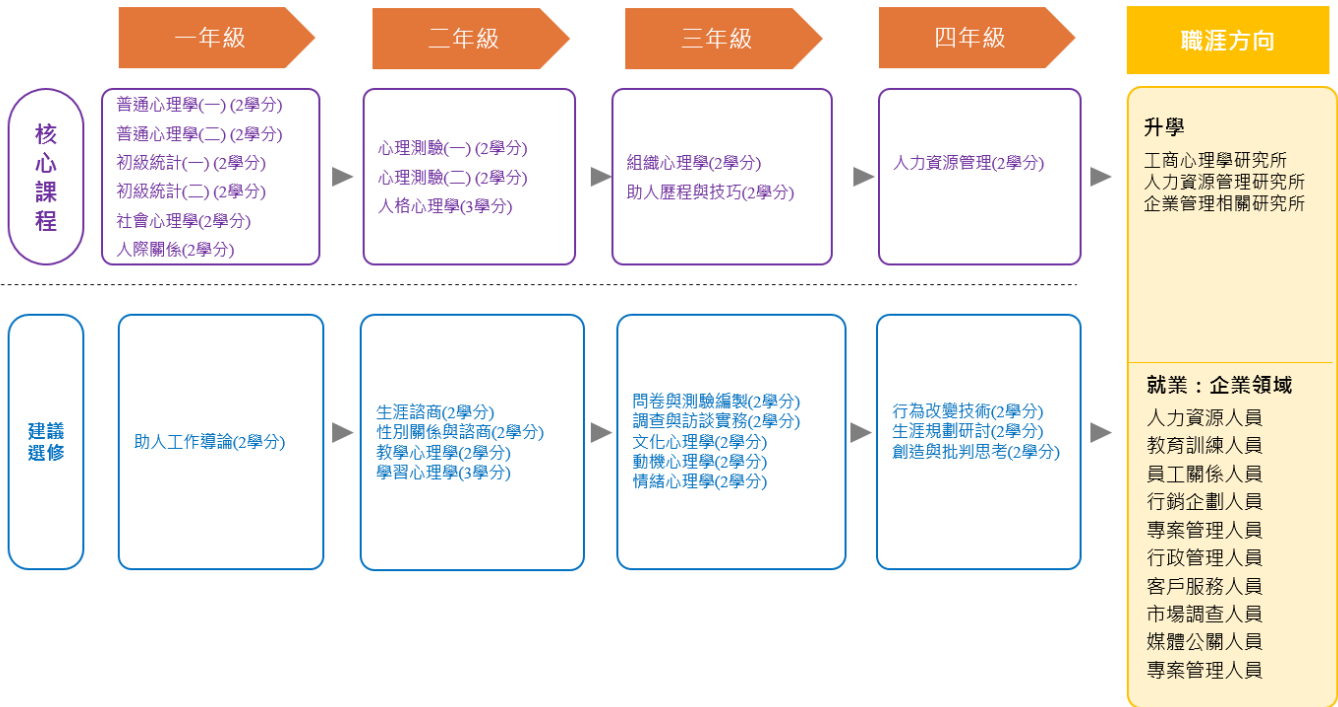 一年級
二年級
三年級
四年級
職涯方向
核心課程
普通心理學(一) (2學分)
普通心理學(二) (2學分)
初級統計(一) (2學分)
初級統計(二) (2學分)
社會心理學(2學分)
人際關係(2學分)
心理測驗(一) (2學分)
心理測驗(二) (2學分)
人格心理學(3學分)
組織心理學(2學分)
助人歷程與技巧(2學分)
人力資源管理(2學分)
升學
工商心理學研究所
人力資源管理研究所
企業管理相關研究所
建議
選修
助人工作導論(2學分)
生涯諮商(2學分)
性別關係與諮商(2學分)
教學心理學(2學分)
學習心理學(3學分)
問卷與測驗編製(2學分)
調查與訪談實務(2學分)
文化心理學(2學分)
動機心理學(2學分)
情緒心理學(2學分)
行為改變技術(2學分)
生涯規劃研討(2學分)
創造與批判思考(2學分)
就業：企業領域
人力資源人員
教育訓練人員
員工關係人員
行銷企劃人員
專案管理人員
行政管理人員
客戶服務人員
市場調查人員
媒體公關人員
專案管理人員